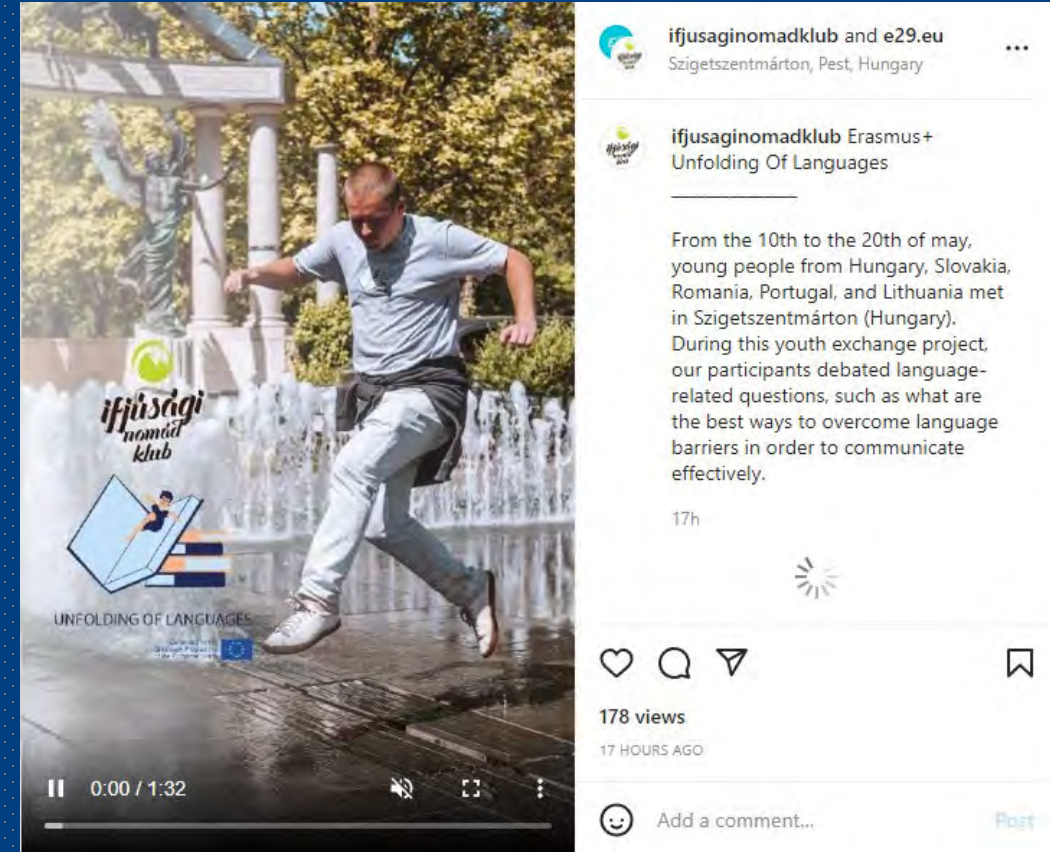 ifjúsági
nomád
klub
UNFOLDING OF LANGUAGES
0:00 / 1:32
ifjusaginomadklub and e29.eu
Szigetszentmárton, Pest, Hungary
ifjusaginomadklub Erasmus+
Unfolding Of Languages
From the 10th to the 20th of may,
young people from Hungary, Slovakia,
Romania, Portugal, and Lithuania met
in Szigetszentmárton (Hungary).
During this youth exchange project,
our participants debated language-
related questions, such as what are
the best ways to overcome language
barriers in order to communicate
effectively.
17h
178 views
17 HOURS AGO
Add a comment...
Post